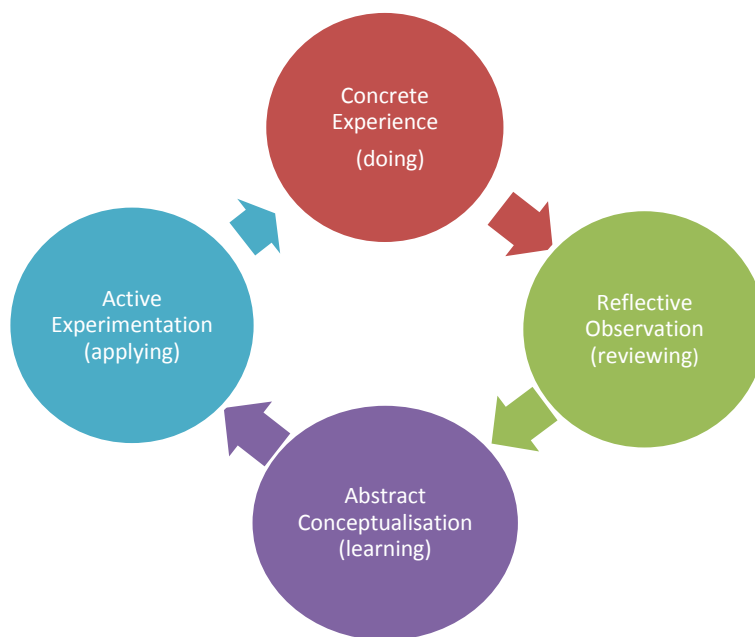 Concrete
Experience
(doing)
Reflective
Observation
(reviewing)
Abstract
Conceptualisation
(learning)
Active
Experimentation
(applying)